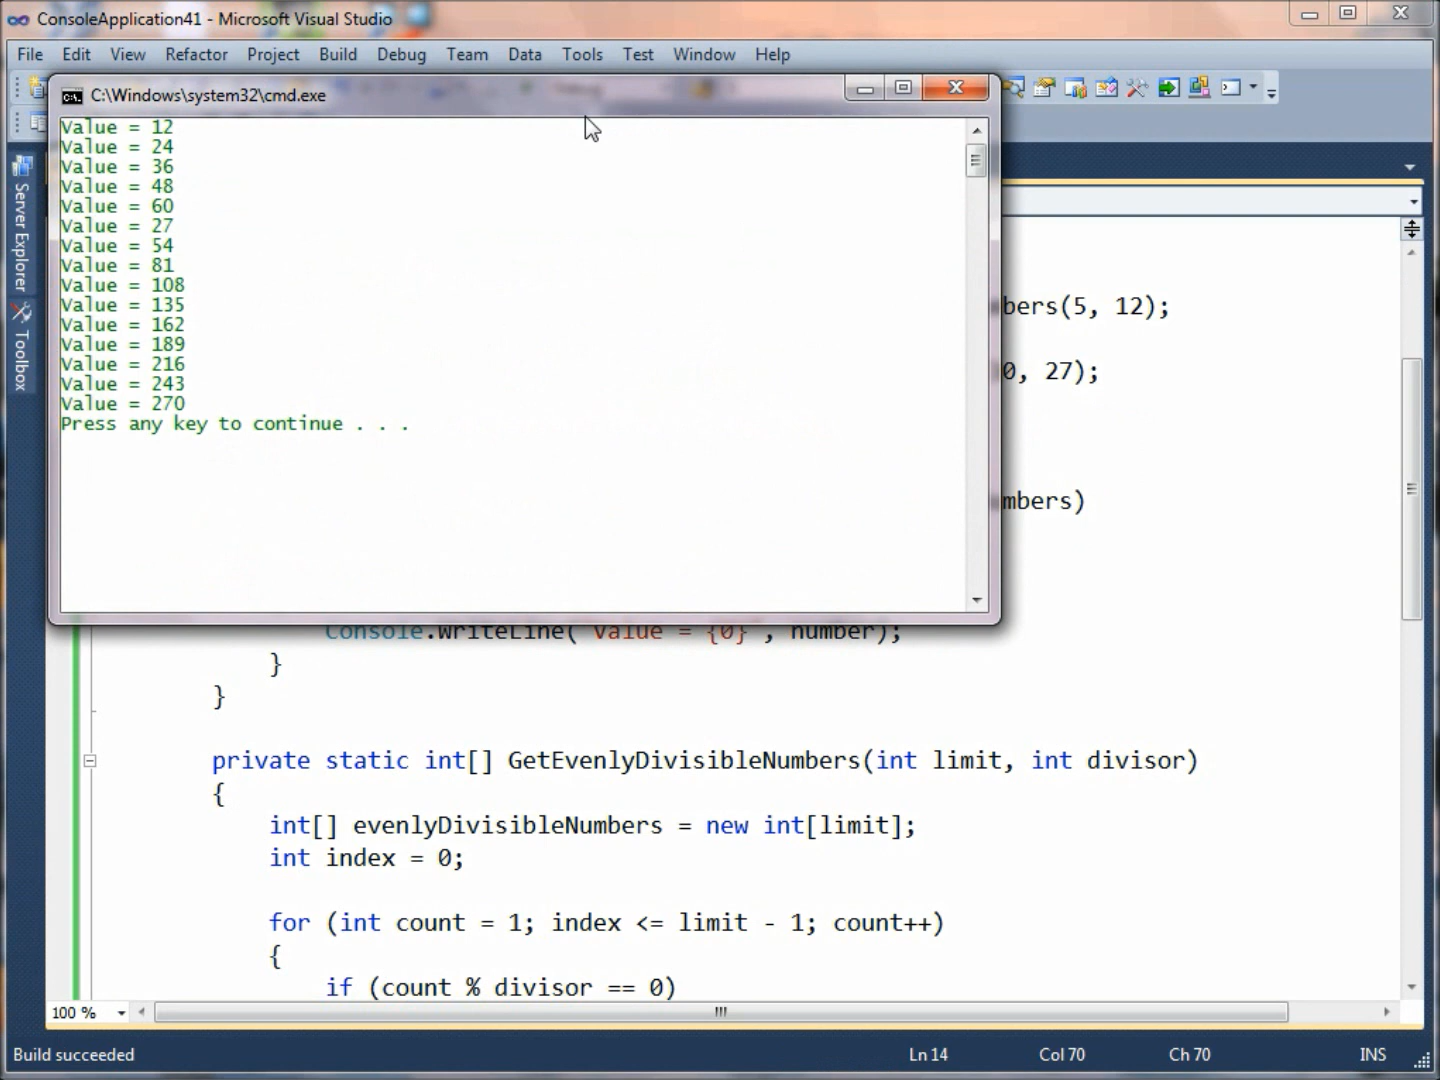 ConsoleApplication41 - Microsoft Visual Studio
File Edit View Refactor Project Build Debug Team Data Tools Test Window Help
C:\Windows\system32\cmd.exe
Value = 12
Value = 24
Value = 36
Value = 48
Value = 60
Value = 27
Value = 54
Value = 81
Value = 108
Value = 135
Value = 162
Value = 189
Value = 216
Value = 243
Value = 270
Press any key to continue . . .
Server Explorer
Toolbox
bers(5, 12);
0, 27);
mbers)
Console.WriteLine("Value = {0}", number);
}
}
private static int[] GetEvenlyDivisibleNumbers(int limit, int divisor)
{
int[] evenlyDivisibleNumbers = new int[limit];
int index = 0;
for (int count = 1; index <= limit - 1; count++)
{
if (count % divisor == 0)
100 %
Build succeeded Ln 14 Col 70 Ch 70 INS